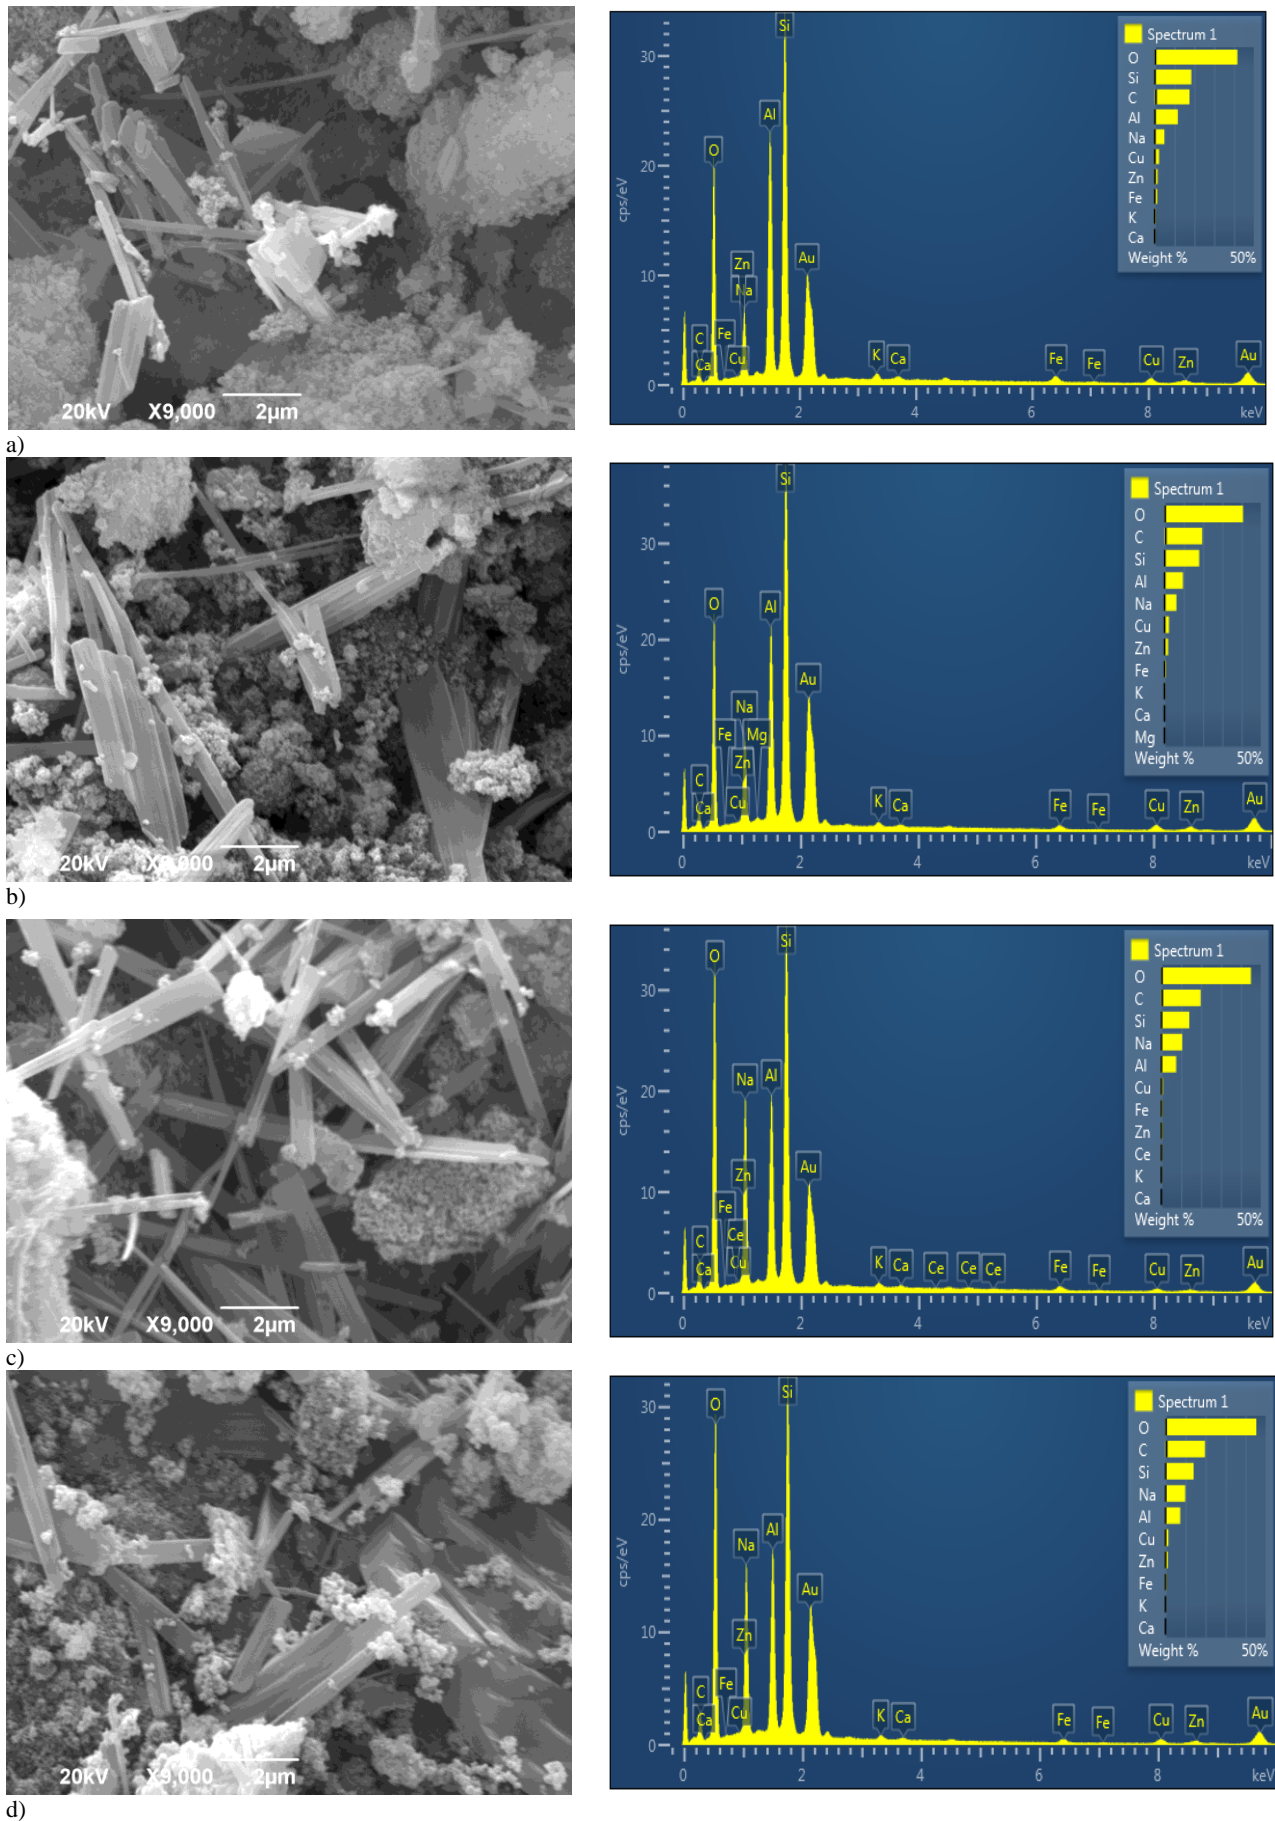 20kV X9,000 2µm
Si
Al
O
Au
Zn
Na
C
Fe
Ca
Cu
K
Ca
Fe
Fe
Cu
Zn
Au
cps/eV
30
20
10
0
0 2 4 6 8 keV
Spectrum 1
O
Si
C
Al
Na
Cu
Zn
Fe
K
Ca
Weight % 50%
a)
20kV 2µm
Si
O
Al
Au
Na
Fe
Mg
Zn
C
Ca
Cu
K
Ca
Fe
Fe
Cu
Zn
Au
cps/eV
30
20
10
0
0 2 4 6 8 keV
Spectrum 1
O
C
Si
Al
Na
Cu
Zn
Fe
K
Ca
Mg
Weight % 50%
b)
20kV X9,000 2µm
Si
O
Na
Al
Au
Zn
Fe
Ce
C
Ca
Cu
K
Ca
Ce
Ce
Ce
Fe
Fe
Cu
Zn
Au
cps/eV
30
20
10
0
0 2 4 6 8 keV
Spectrum 1
O
C
Si
Na
Al
Cu
Fe
Zn
Ce
K
Ca
Weight % 50%
c)
20kV X9,000 2µm
Si
O
Na
Al
Au
Zn
Fe
C
Ca
Cu
K
Ca
Fe
Fe
Cu
Zn
Au
cps/eV
30
20
10
0
0 2 4 6 8 keV
Spectrum 1
O
C
Si
Na
Al
Cu
Zn
Fe
K
Ca
Weight % 50%
d)